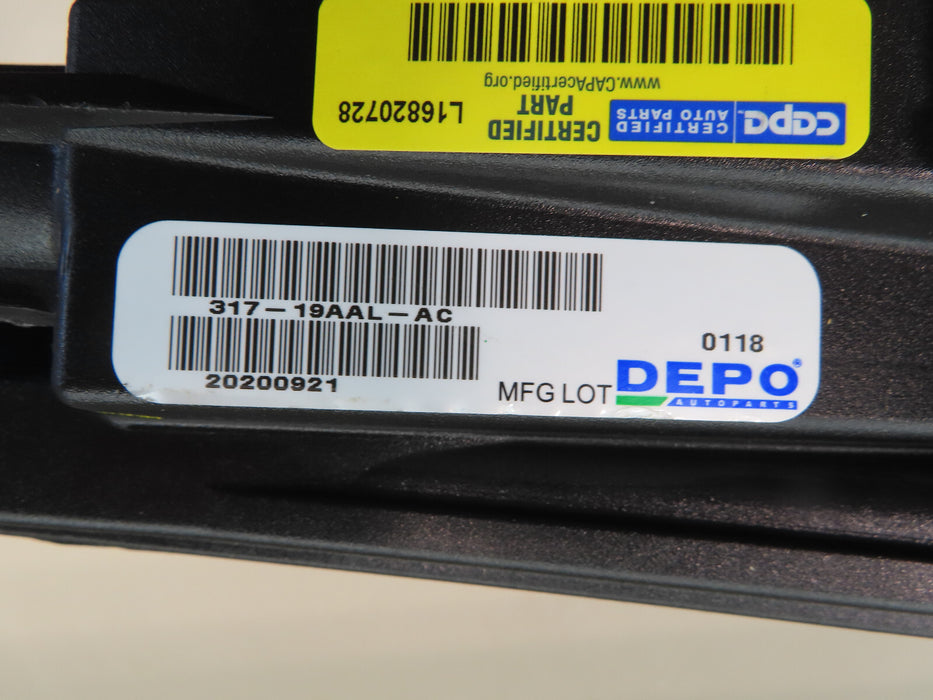 capa
CERTIFIED
AUTO PARTS
CERTIFIED
PART
L16820728
www.CAPAcertified.org
317-19AAL-AC
20200921
0118
MFG LOT
DEPO®
AUTOPARTS